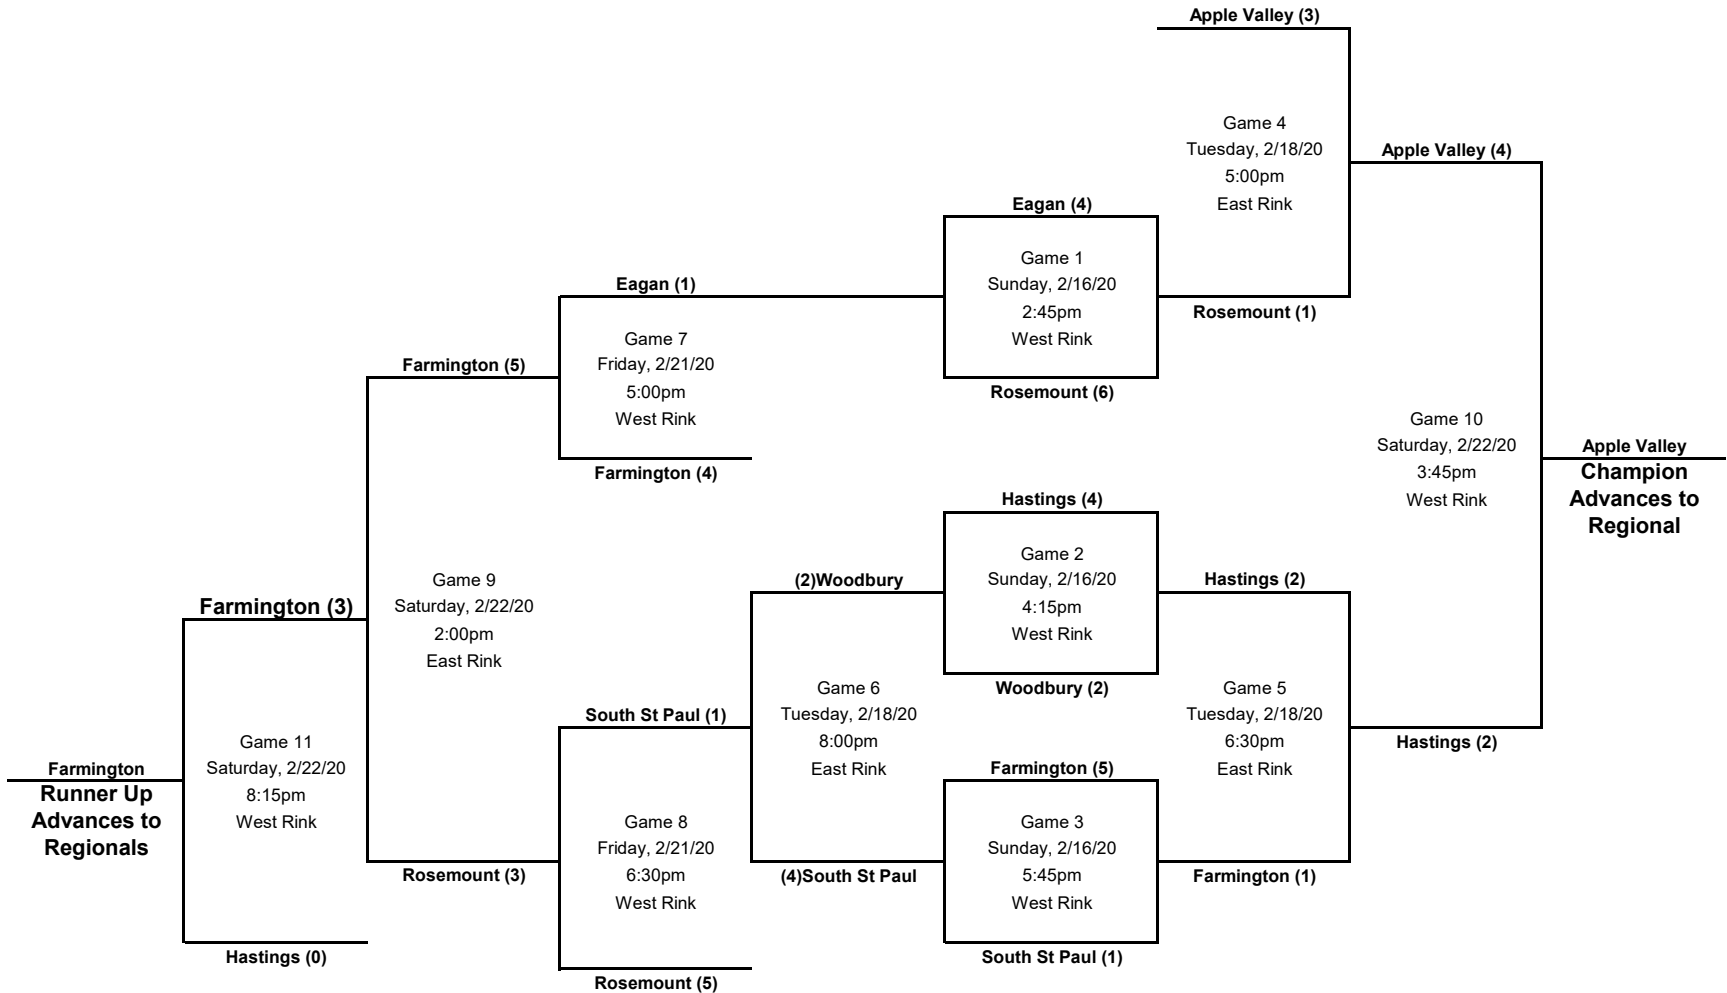 Apple Valley (3)
Game 4
Tuesday, 2/18/20
5:00pm
East Rink
Apple Valley (4)
Eagan (4)
Game 1
Sunday, 2/16/20
2:45pm
West Rink
Eagan (1)
Rosemount (1)
Game 7
Friday, 2/21/20
5:00pm
West Rink
Farmington (5)
Rosemount (6)
Game 10
Saturday, 2/22/20
3:45pm
West Rink
Apple Valley
Champion
Advances to
Regional
Farmington (4)
Hastings (4)
Game 2
Sunday, 2/16/20
4:15pm
West Rink
Game 9
Saturday, 2/22/20
2:00pm
East Rink
(2)Woodbury
Hastings (2)
Farmington (3)
Woodbury (2)
Game 6
Tuesday, 2/18/20
8:00pm
East Rink
Game 5
Tuesday, 2/18/20
6:30pm
East Rink
South St Paul (1)
Hastings (2)
Game 11
Saturday, 2/22/20
8:15pm
West Rink
Farmington
Runner Up
Advances to
Regionals
Farmington (5)
Game 8
Friday, 2/21/20
6:30pm
West Rink
Game 3
Sunday, 2/16/20
5:45pm
West Rink
Rosemount (3)
(4)South St Paul
Farmington (1)
Hastings (0)
South St Paul (1)
Rosemount (5)